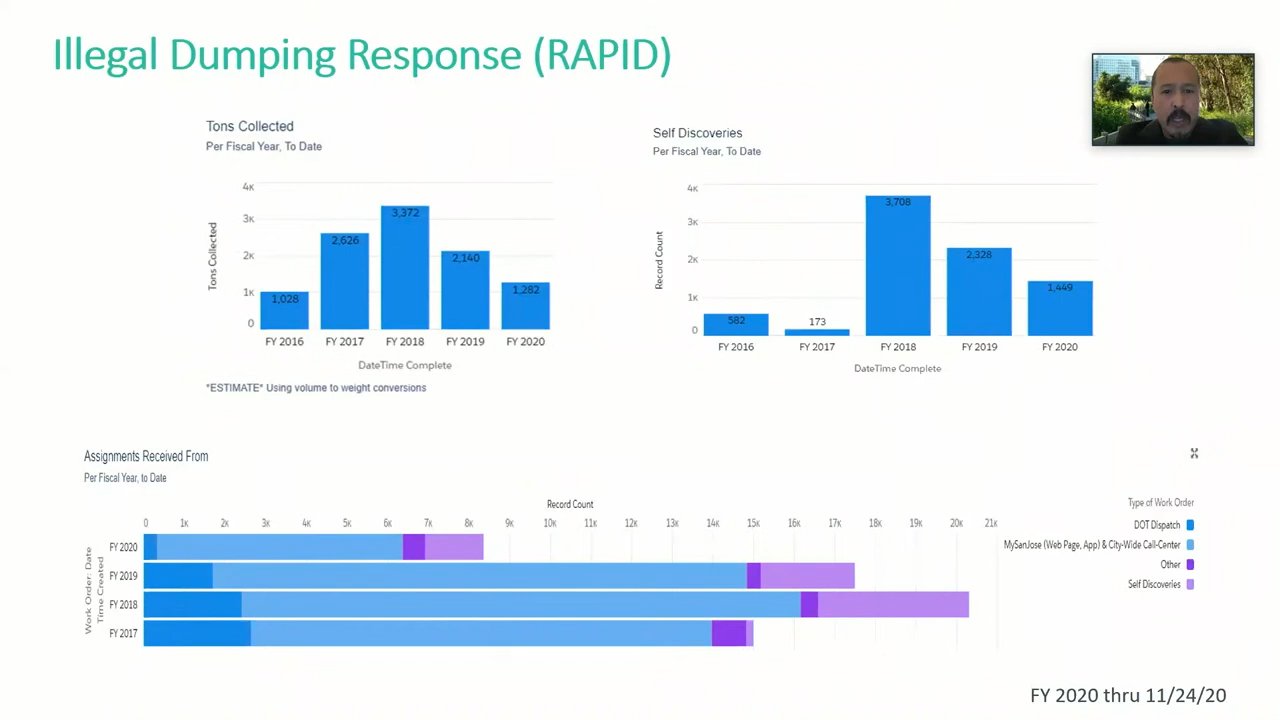 Illegal Dumping Response (RAPID)
Tons Collected
Per Fiscal Year, To Date
4K
3K
2K
1K
0
Tons Collected
1,028
2,626
3,372
2,140
1,282
FY 2016 FY 2017 FY 2018 FY 2019 FY 2020
DateTime Complete
*ESTIMATE* Using volume to weight conversions
Self Discoveries
Per Fiscal Year, To Date
4K
3K
2K
1K
0
Record Count
582
173
3,708
2,328
1,449
FY 2016 FY 2017 FY 2018 FY 2019 FY 2020
DateTime Complete
Assignments Received From
Per Fiscal Year, to Date
Record Count
0 1K 2K 3K 4K 5K 6K 7K 8K 9K 10K 11K 12K 13K 14K 15K 16K 17K 18K 19K 20K 21K
Work Order: Date
Time Created
FY 2020
FY 2019
FY 2018
FY 2017
Type of Work Order
DOT Dispatch
MySanJose (Web Page, App) & City-Wide Call-Center
Other
Self Discoveries
FY 2020 thru 11/24/20